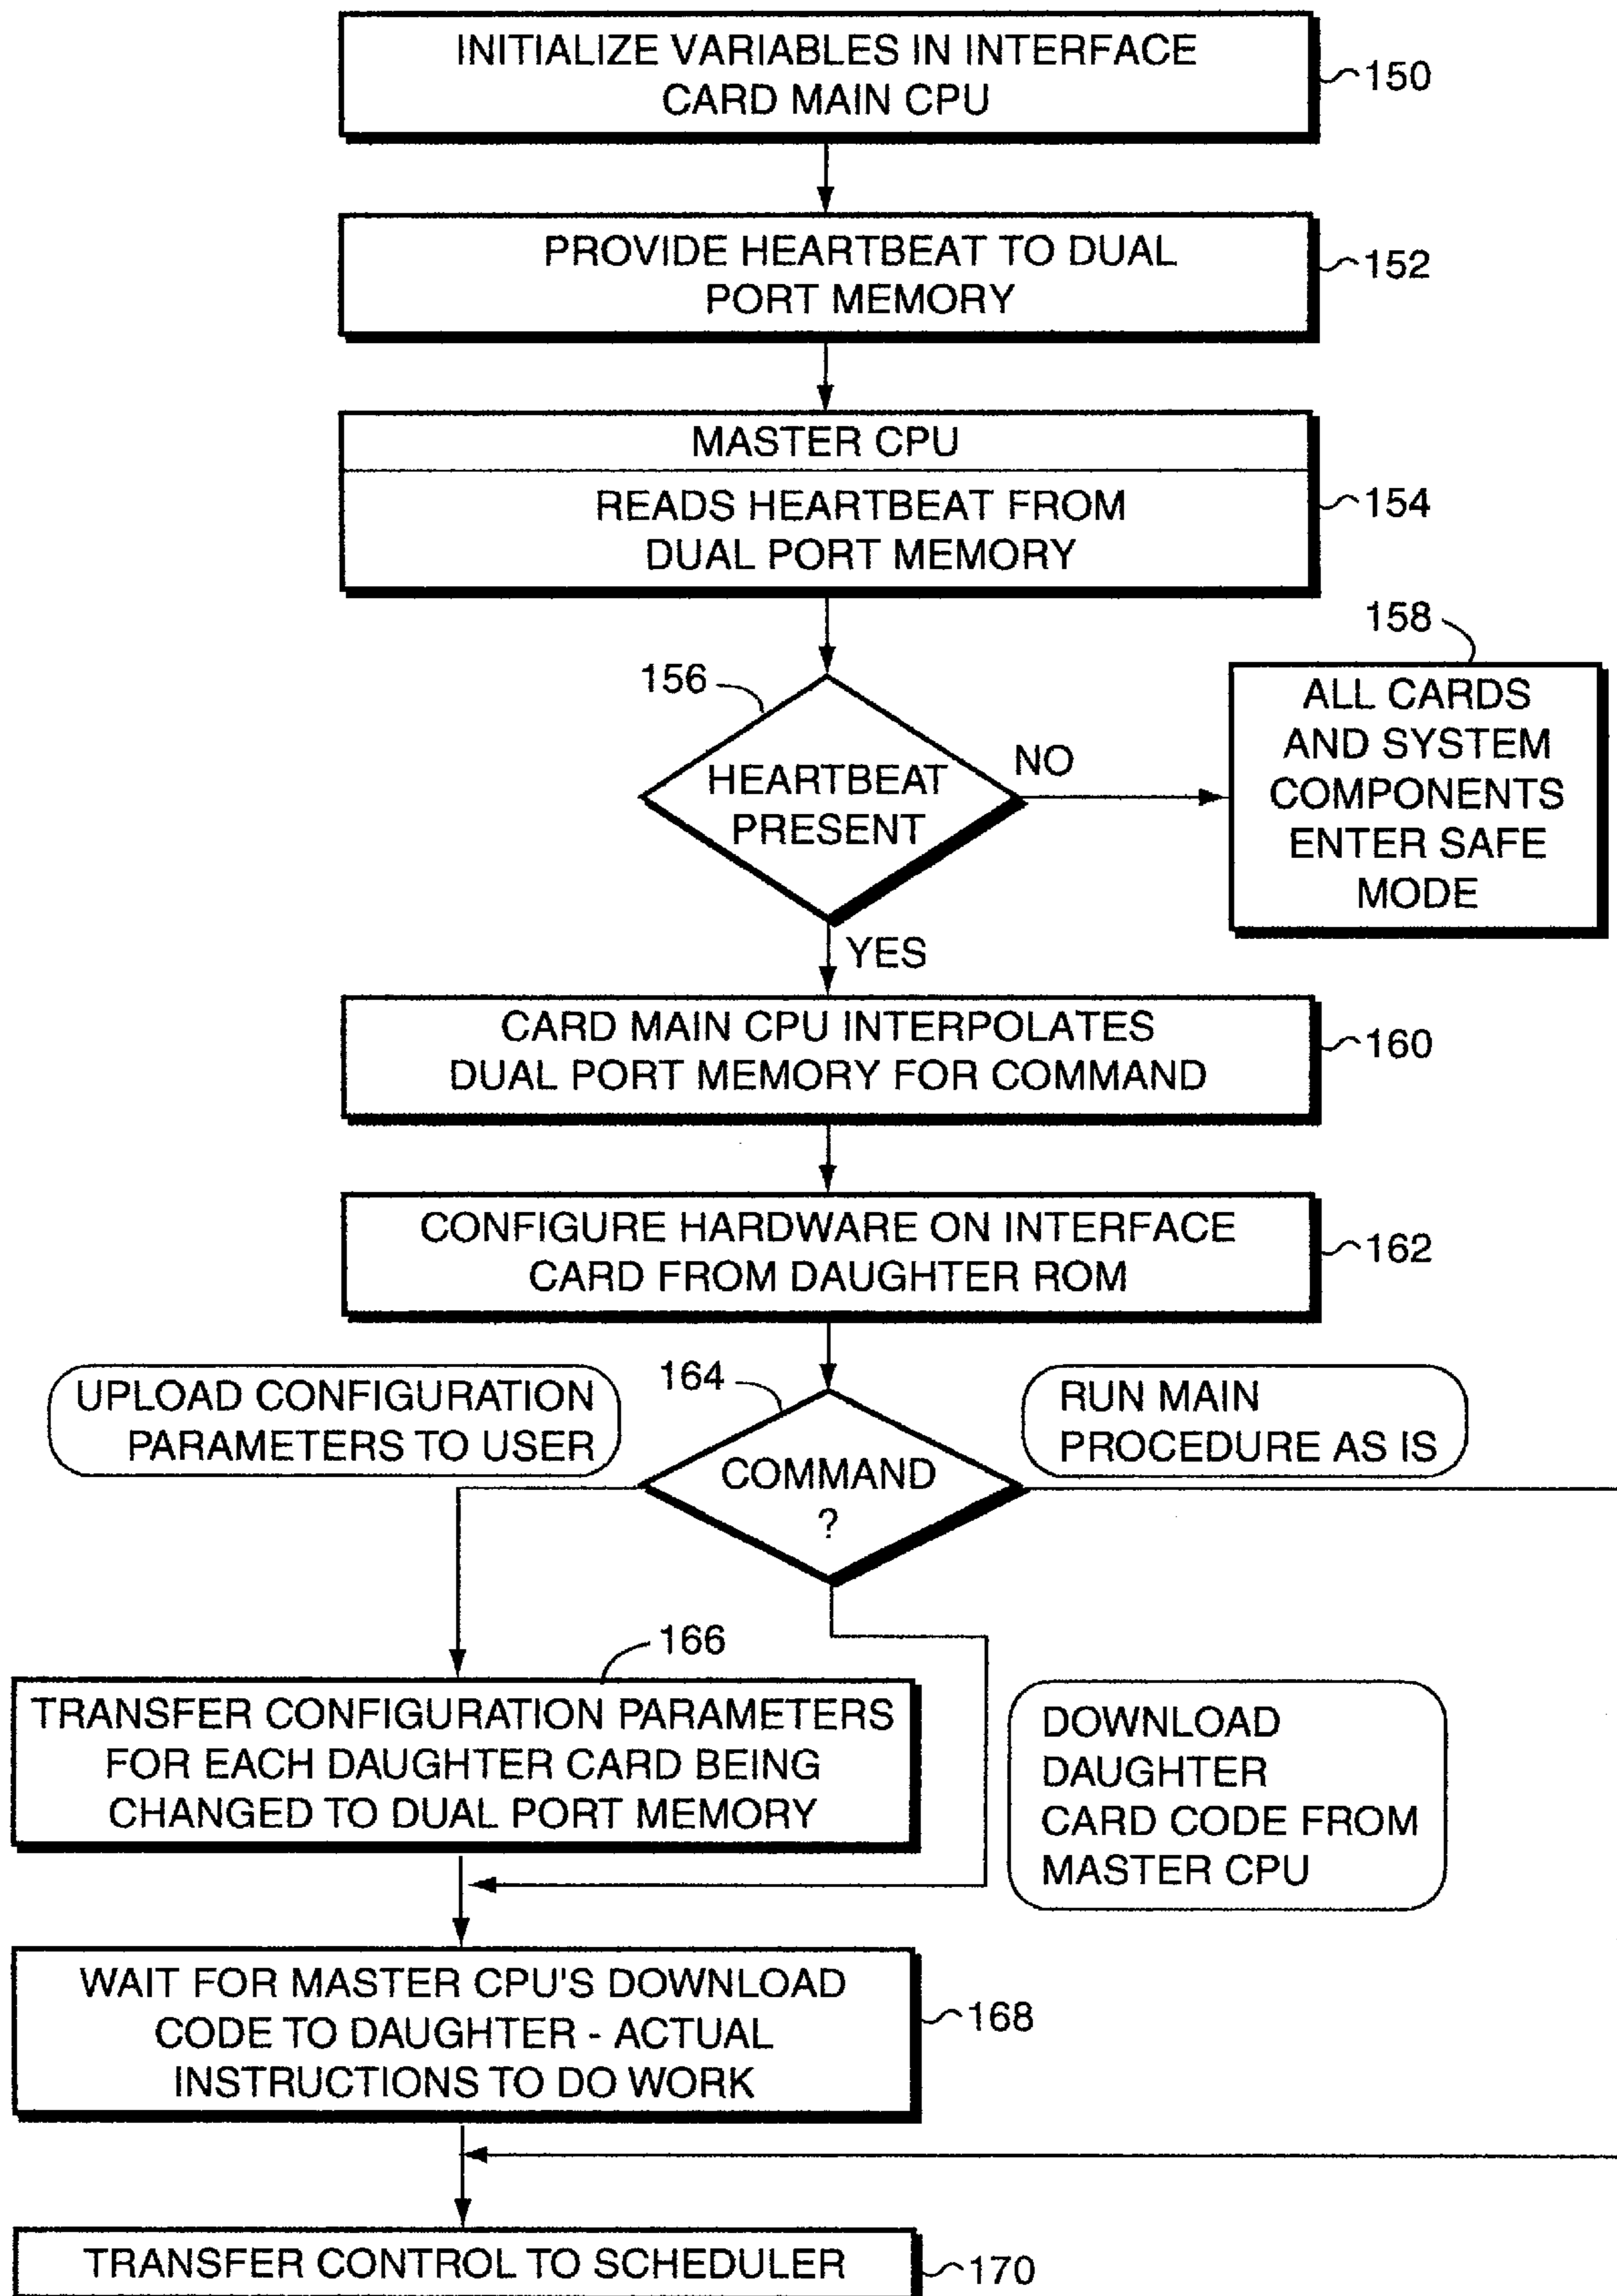 INITIALIZE VARIABLES IN INTERFACE
CARD MAIN CPU
150
PROVIDE HEARTBEAT TO DUAL
PORT MEMORY
152
MASTER CPU
READS HEARTBEAT FROM
DUAL PORT MEMORY
154
156
HEARTBEAT
PRESENT
NO
158
ALL CARDS
AND SYSTEM
COMPONENTS
ENTER SAFE
MODE
YES
CARD MAIN CPU INTERPOLATES
DUAL PORT MEMORY FOR COMMAND
160
CONFIGURE HARDWARE ON INTERFACE
CARD FROM DAUGHTER ROM
162
UPLOAD CONFIGURATION
PARAMETERS TO USER
164
COMMAND
?
RUN MAIN
PROCEDURE AS IS
166
TRANSFER CONFIGURATION PARAMETERS
FOR EACH DAUGHTER CARD BEING
CHANGED TO DUAL PORT MEMORY
DOWNLOAD
DAUGHTER
CARD CODE FROM
MASTER CPU
WAIT FOR MASTER CPU'S DOWNLOAD
CODE TO DAUGHTER - ACTUAL
INSTRUCTIONS TO DO WORK
168
TRANSFER CONTROL TO SCHEDULER
170